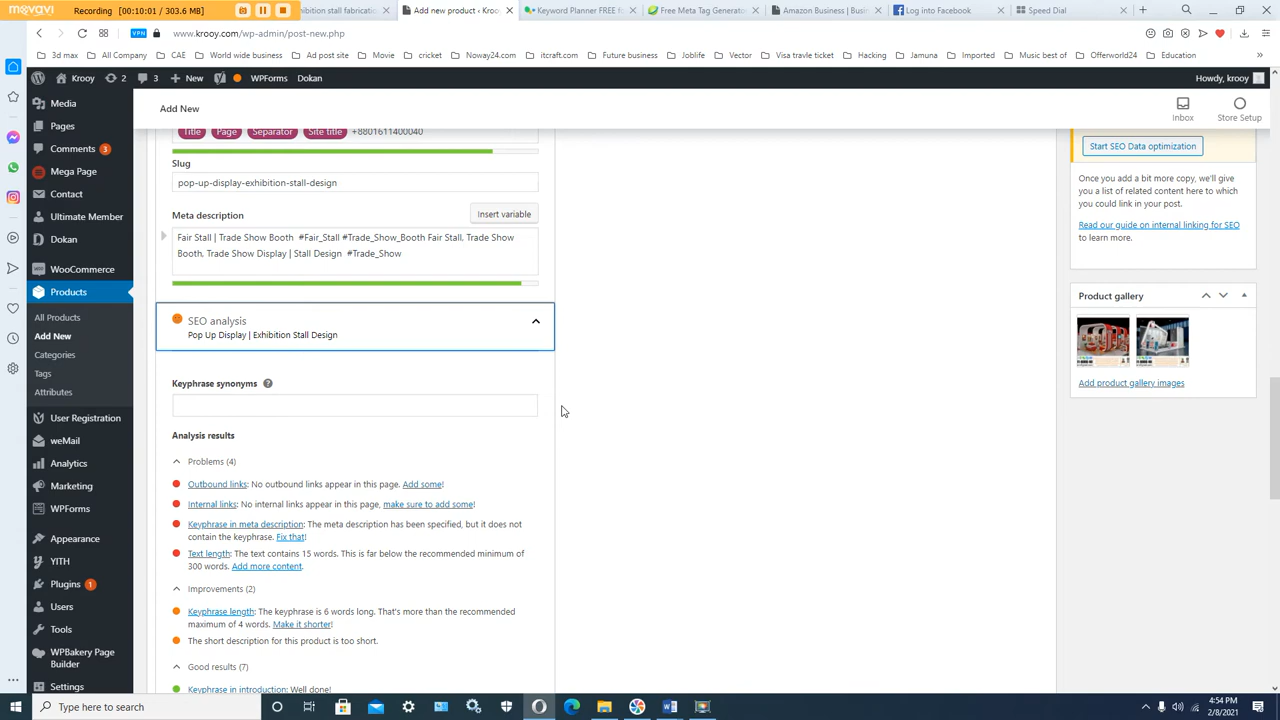 movavi
Recording ||| 00:10:01 / 303.6 MB
hibition stall fabricatio
Add new product ‹ Krooy
Keyword Planner FREE f
Free Meta Tag Generator
Amazon Business | Busin
Log into Facebook
Speed Dial
VPN
www.krooy.com/wp-admin/post-new.php
3d max
All Company
CAE
World wide business
Ad post site
Movie
cricket
Noway24.com
itcraft.com
Future business
Joblife
Vector
Visa travle ticket
Hacking
Jamuna
Imported
Music best of
Offerworld24
Education
Krooy
2
3
New
WPForms
Dokan
Howdy, krooy
Media
Pages
Comments 3
Mega Page
Contact
Ultimate Member
Dokan
WooCommerce
Products
All Products
Add New
Categories
Tags
Attributes
User Registration
weMail
Analytics
Marketing
WPForms
Appearance
YITH
Plugins 1
Users
Tools
WPBakery Page
Builder
Settings
Add New
Inbox
Store Setup
Title Page Separator Site title +8801611400040
Slug
pop-up-display-exhibition-stall-design
Meta description
Insert variable
Fair Stall | Trade Show Booth #Fair_Stall #Trade_Show_Booth Fair Stall, Trade Show
Booth, Trade Show Display | Stall Design #Trade_Show
SEO analysis
Pop Up Display | Exhibition Stall Design
Keyphrase synonyms
Analysis results
Problems (4)
Outbound links: No outbound links appear in this page. Add some!
Internal links: No internal links appear in this page, make sure to add some!
Keyphrase in meta description: The meta description has been specified, but it does not
contain the keyphrase. Fix that!
Text length: The text contains 15 words. This is far below the recommended minimum of
300 words. Add more content.
Improvements (2)
Keyphrase length: The keyphrase is 6 words long. That's more than the recommended
maximum of 4 words. Make it shorter!
The short description for this product is too short.
Good results (7)
Keyphrase in introduction: Well done!
Start SEO Data optimization
Once you add a bit more copy, we'll give
you a list of related content here to which
you could link in your post.
Read our guide on internal linking for SEO
to learn more.
Product gallery
Add product gallery images
Type here to search
4:54 PM
2/8/2021